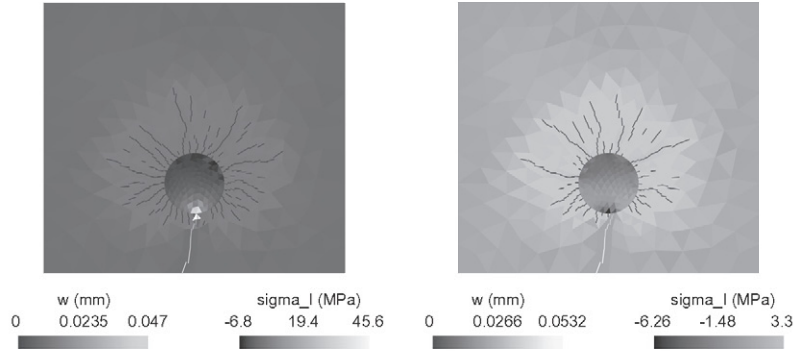 w (mm) sigma_I (MPa) w (mm) sigma_I (MPa)
0 0.0235 0.047 -6.8 19.4 45.6 0 0.0266 0.0532 -6.26 -1.48 3.3